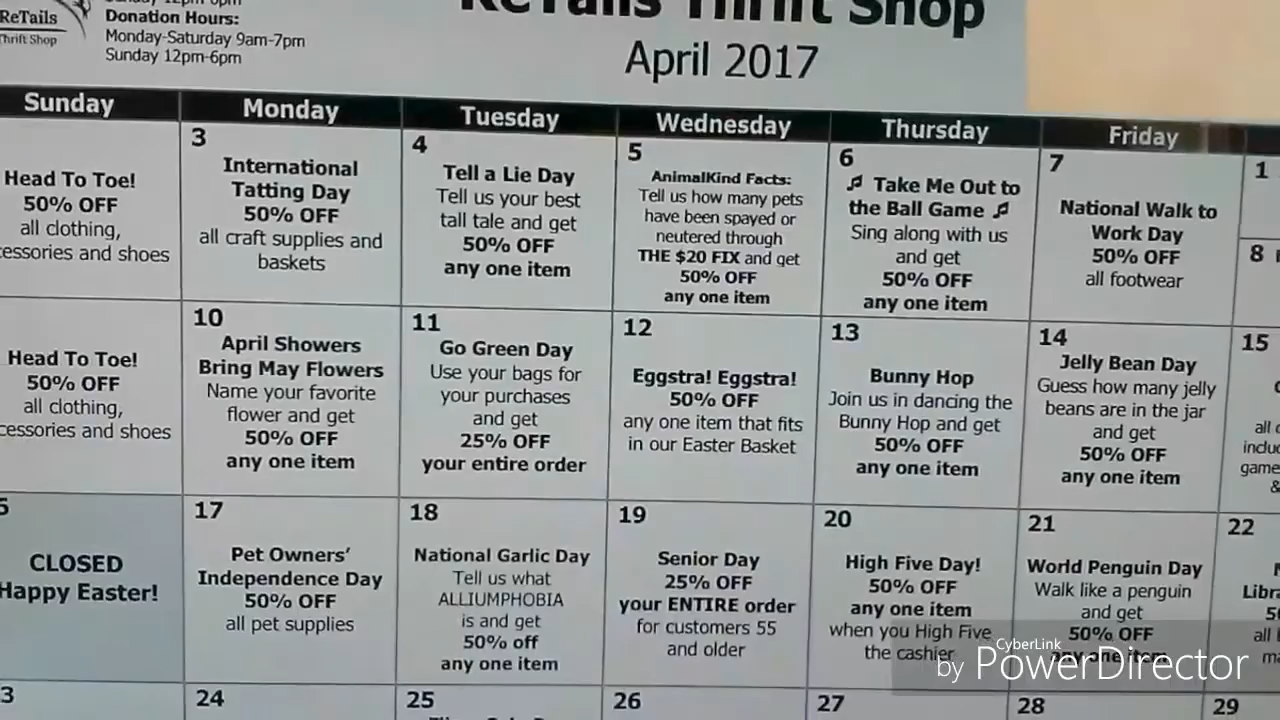 ReTails
Thrift Shop
Donation Hours:
Monday-Saturday 9am-7pm
Sunday 12pm-6pm
ReTails Thrift Shop
April 2017
Sunday Monday Tuesday Wednesday Thursday Friday
Head To Toe!
50% OFF
all clothing,
shoes
and
3
International
Tatting Day
50% OFF
all craft supplies and
baskets
4
Tell a Lie Day
Tell us your best
tall tale and get
50% OFF
any one item
5
AnimalKind Facts:
Tell us how many pets
have been spayed or
neutered through
THE $20 FIX and get
50% OFF
any one item
6
♫ Take Me Out to
the Ball Game ♫
Sing along with us
and get
50% OFF
any one item
7
National Walk to
Work Day
50% OFF
all footwear
1
8
Head To Toe!
50% OFF
all clothing,
and shoes
10
April Showers
Bring May Flowers
Name your favorite
flower and get
50% OFF
any one item
11
Go Green Day
Use your bags for
your purchases
and get
25% OFF
your entire order
12
Eggstra! Eggstra!
50% OFF
any one item that fits
in our Easter Basket
13
Bunny Hop
Join us in dancing the
Bunny Hop and get
50% OFF
any one item
14
Jelly Bean Day
Guess how many jelly
beans are in the jar
and get
50% OFF
any one item
15
all
game
&
CLOSED
Happy Easter!
17
Pet Owners'
Independence Day
50% OFF
all pet supplies
18
National Garlic Day
Tell us what
ALLIUMPHOBIA
is and get
50% off
any one item
19
Senior Day
25% OFF
your ENTIRE order
for customers 55
and older
20
High Five Day!
50% OFF
any one item
when you High Five
the cashier
21
World Penguin Day
Walk like a penguin
and get
50% OFF
any one item
22
all
24
25
26
27
28
29
CyberLink
by PowerDirector